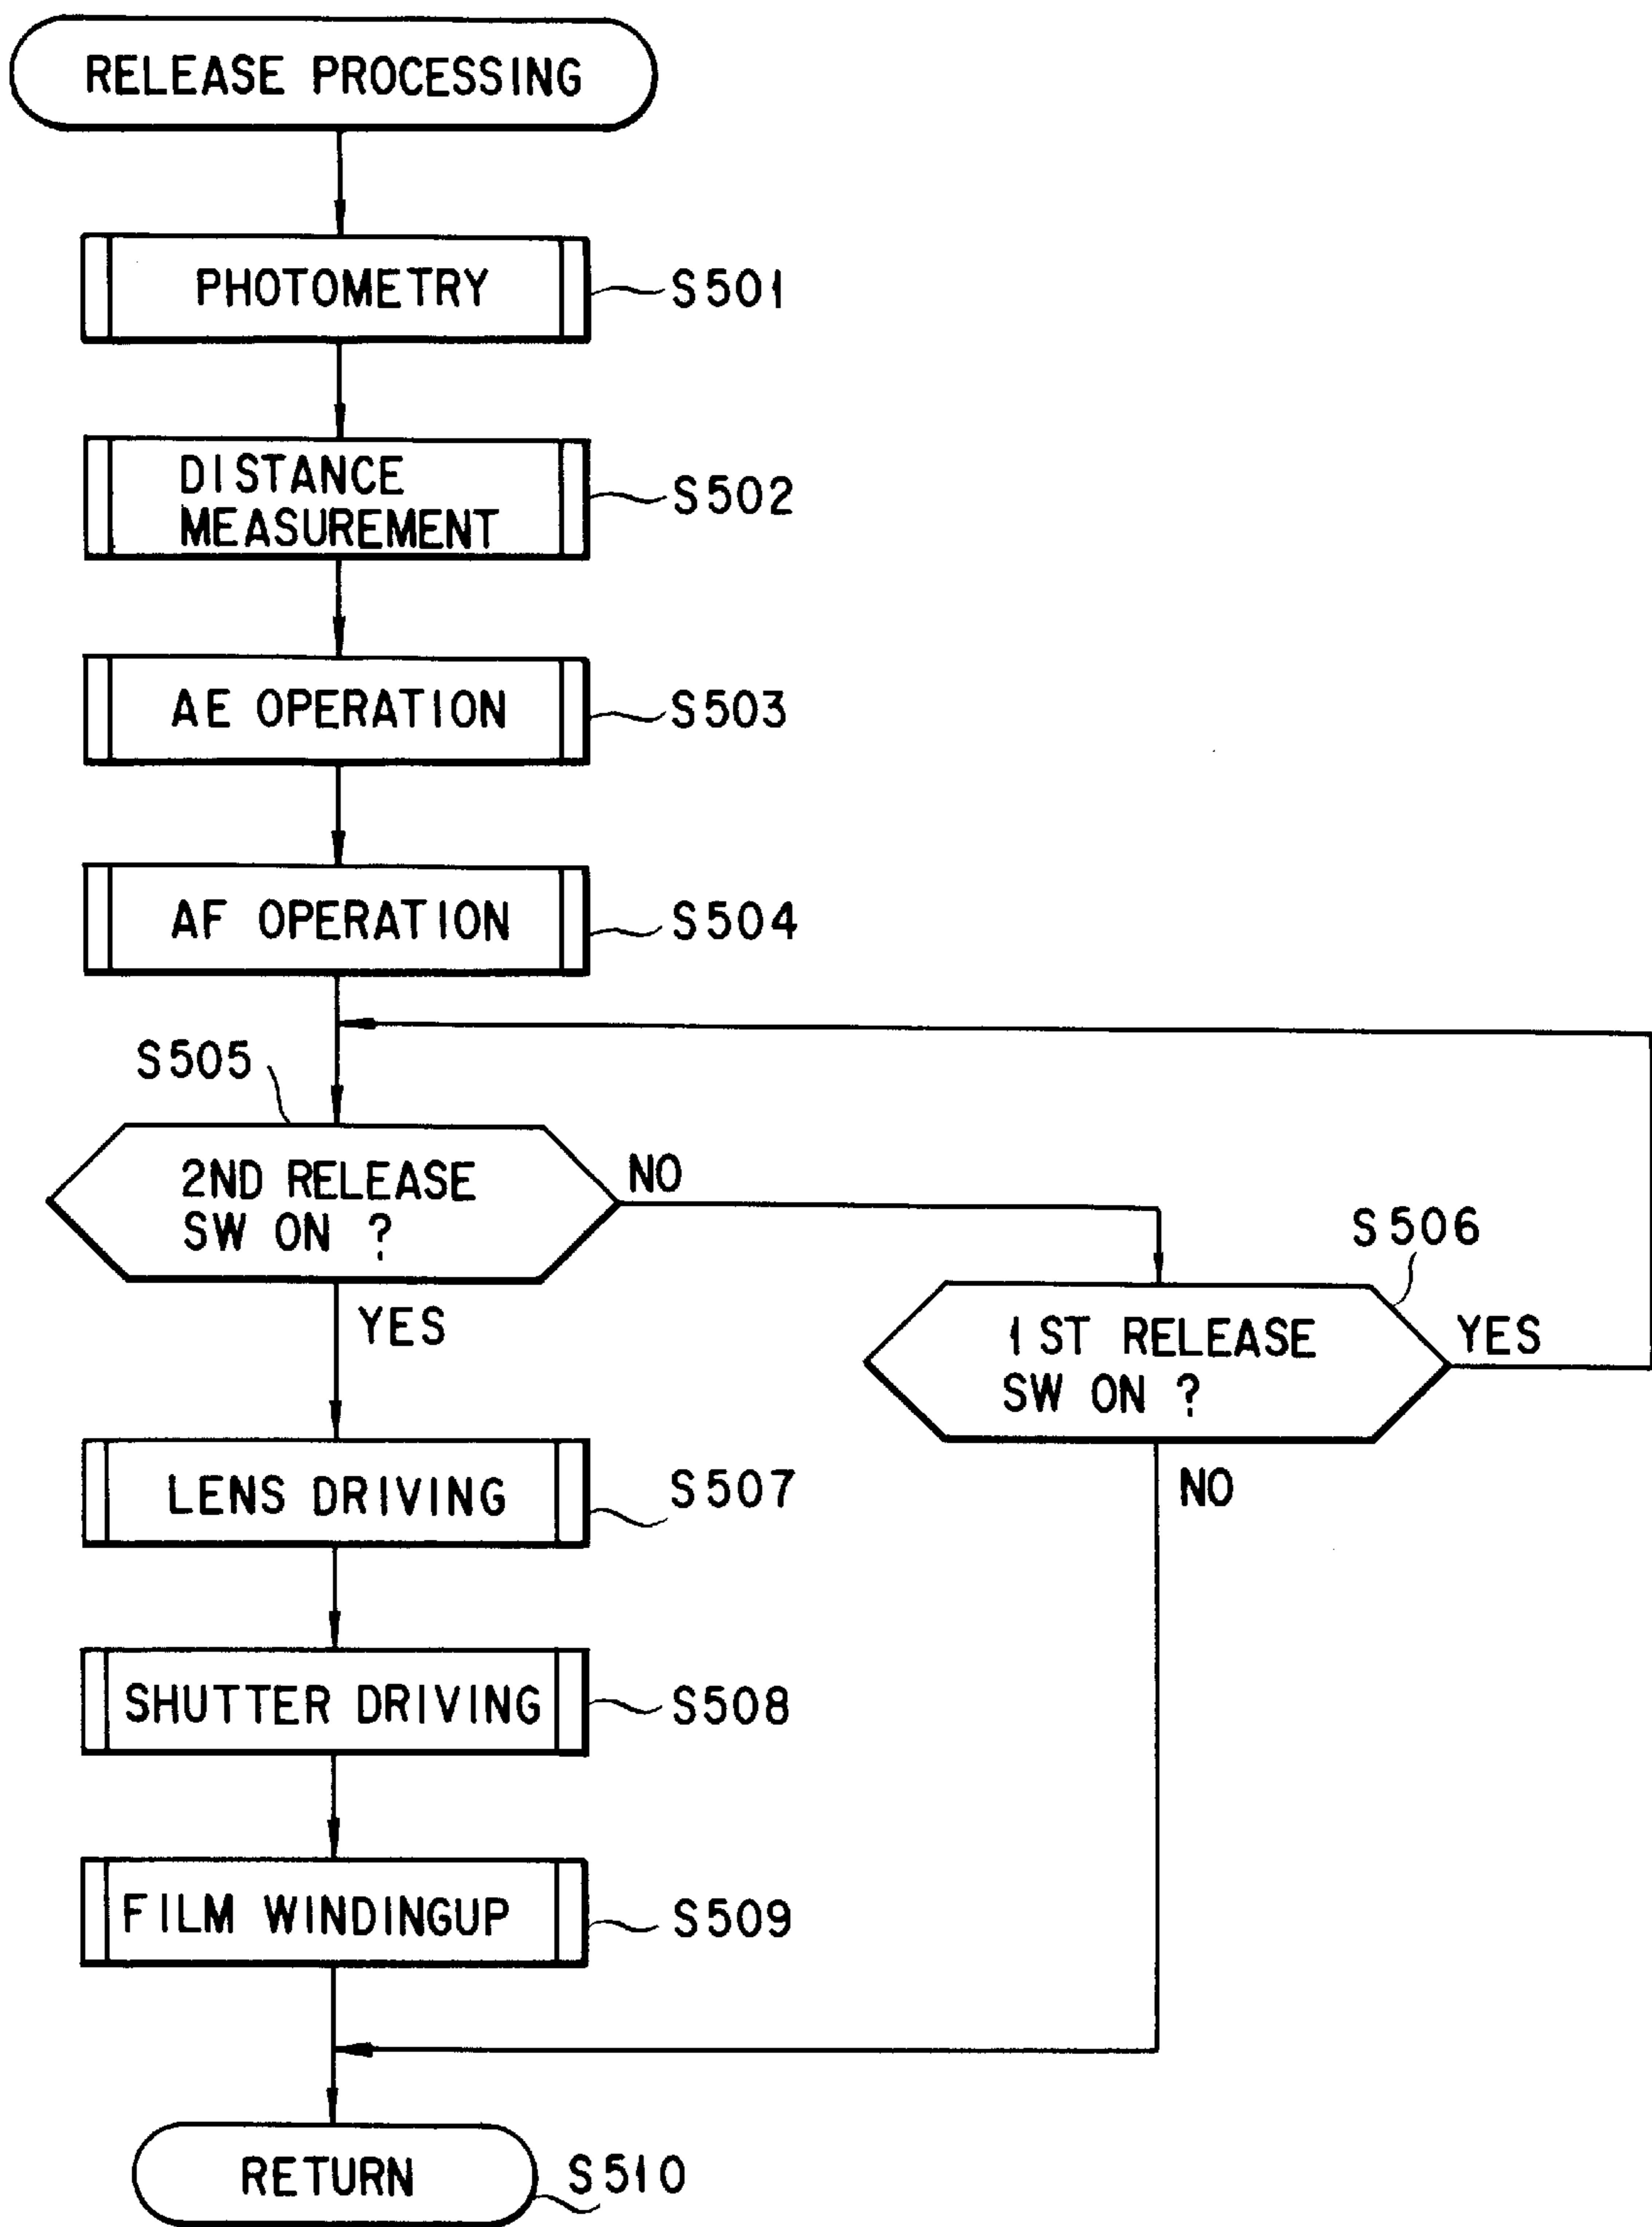 RELEASE PROCESSING
PHOTOMETRY
S501
DISTANCE
MEASUREMENT
S502
AE OPERATION
S503
AF OPERATION
S504
S505
2ND RELEASE
SW ON ?
NO
YES
S506
1ST RELEASE
SW ON ?
YES
NO
LENS DRIVING
S507
SHUTTER DRIVING
S508
FILM WINDINGUP
S509
RETURN
S510